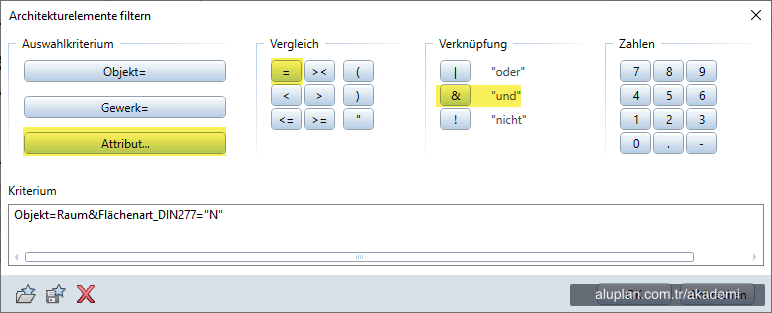 Architekturelemente filtern
Auswahlkriterium
Objekt=
Gewerk=
Attribut...
Vergleich
= >< (
< > )
<= >= "
Verknüpfung
| "oder"
& "und"
! "nicht"
Zahlen
7 8 9
4 5 6
1 2 3
0 . -
Kriterium
Objekt=Raum&Flächenart_DIN277="N"
aluplan.com.tr/akademi